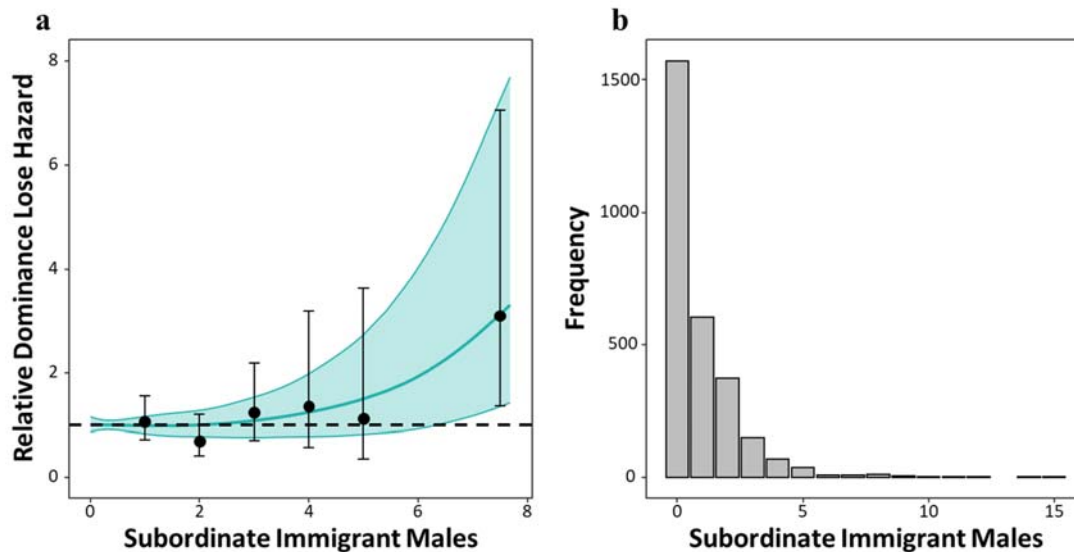 a
Relative Dominance Lose Hazard
8
6
4
2
0
0 2 4 6 8
Subordinate Immigrant Males
b
Frequency
1500
1000
500
0
0 5 10 15
Subordinate Immigrant Males